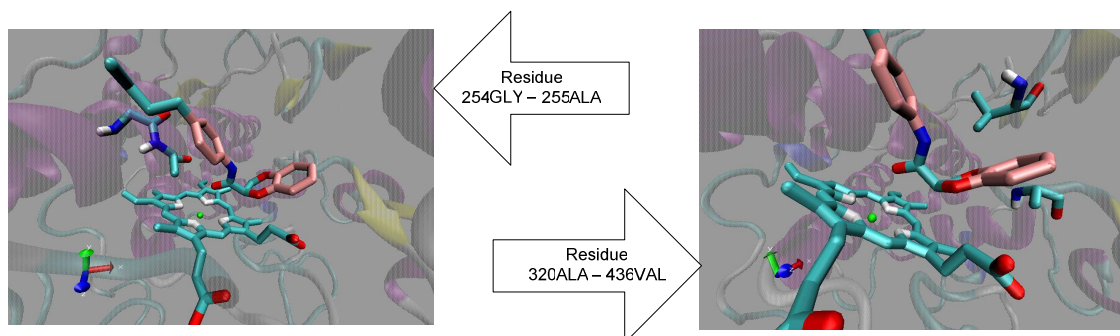 Residue
254GLY – 255ALA
Residue
320ALA – 436VAL